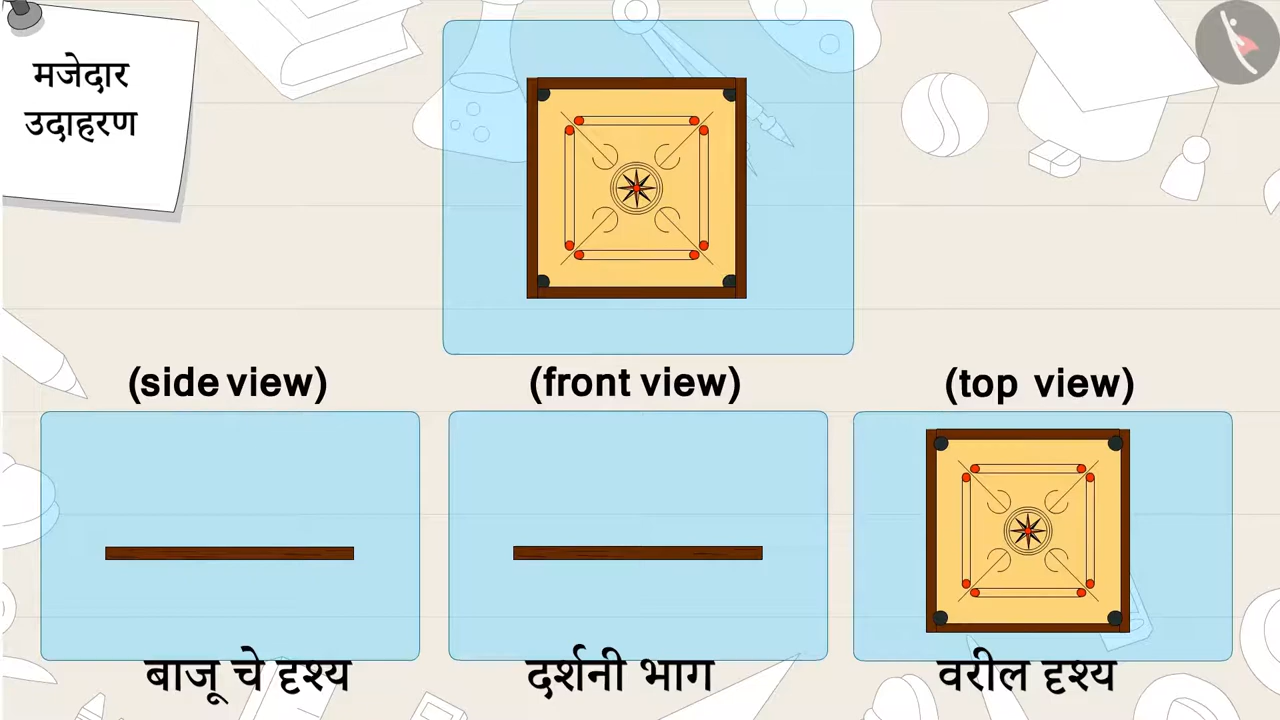 मजेदार
उदाहरण
(side view)
(front view)
(top view)
बाजू चे दृश्य
दर्शनी भाग
वरील दृश्य